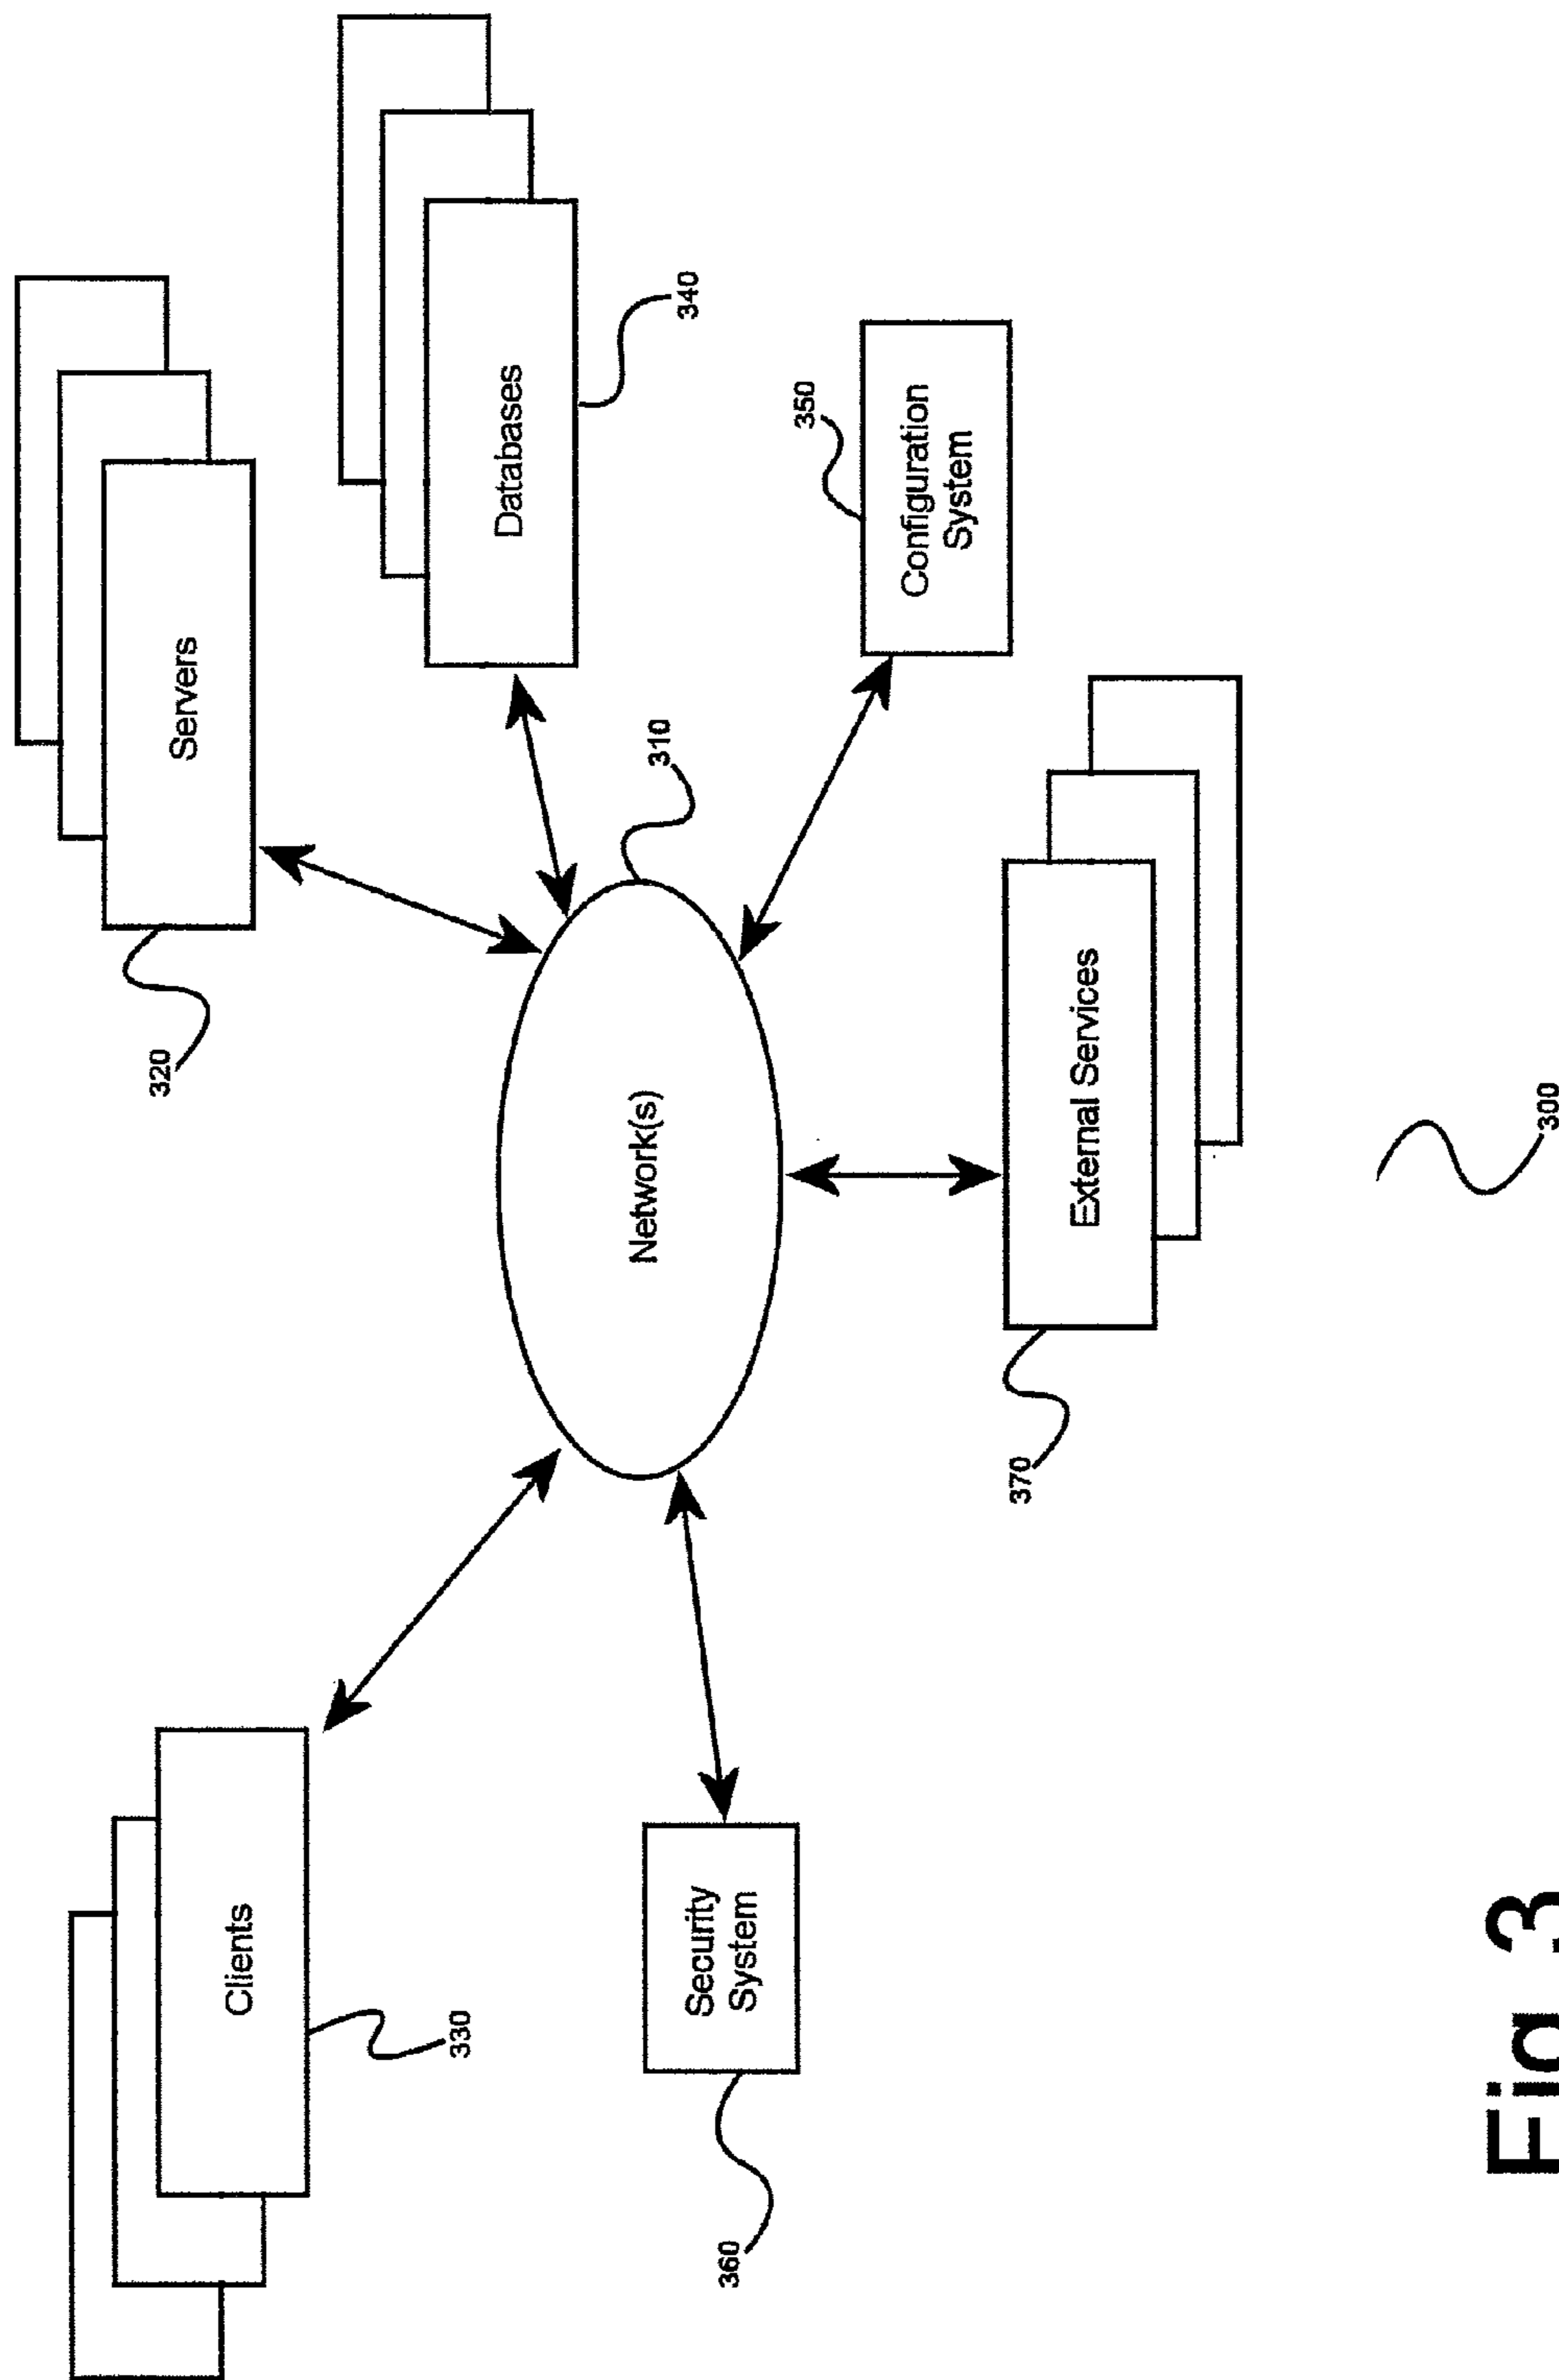 Clients
330
Servers
320
Databases
340
Network(s)
310
Security
System
360
Configuration
System
350
External Services
370
300
Fig. 3